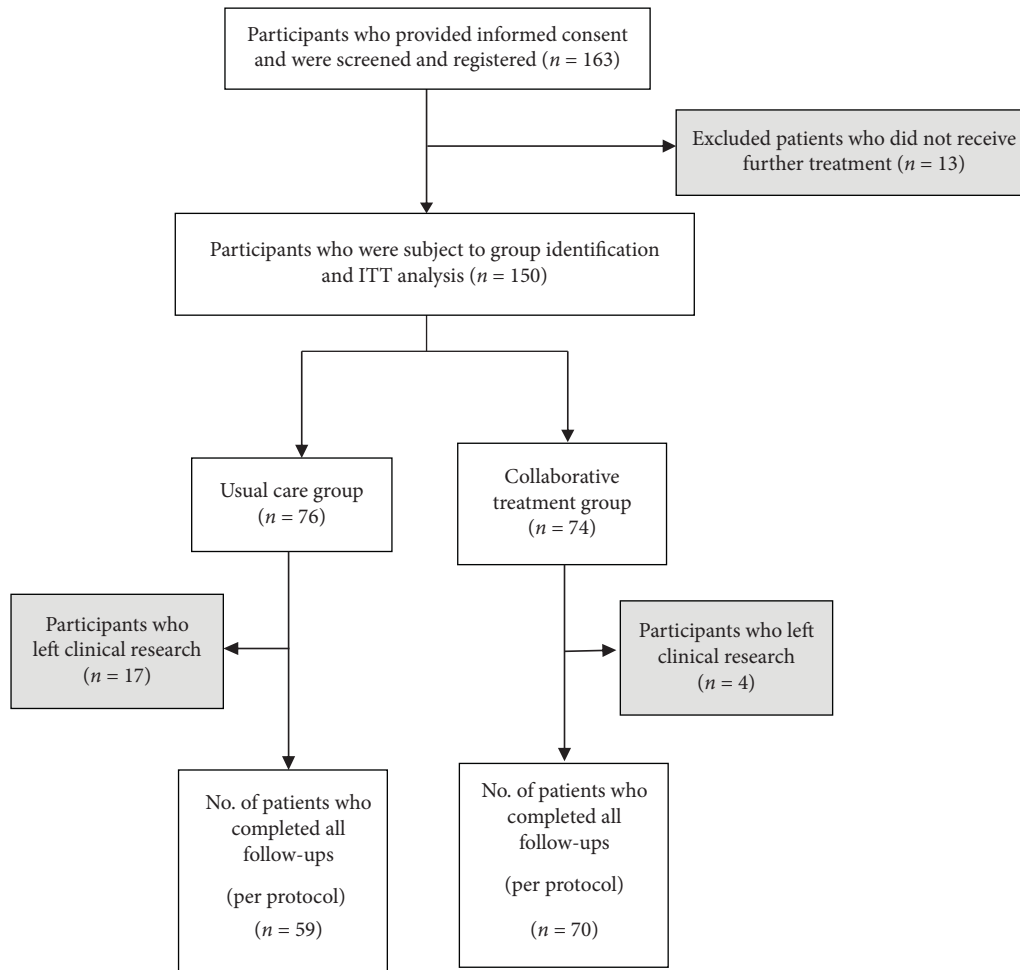 Participants who provided informed consent
and were screened and registered (n = 163)
Excluded patients who did not receive
further treatment (n = 13)
Participants who were subject to group identification
and ITT analysis (n = 150)
Usual care group
(n = 76)
Collaborative
treatment group
(n = 74)
Participants who
left clinical research
(n = 17)
Participants who left
clinical research
(n = 4)
No. of patients who
completed all
follow-ups
(per protocol)
(n = 59)
No. of patients who
completed all
follow-ups
(per protocol)
(n = 70)